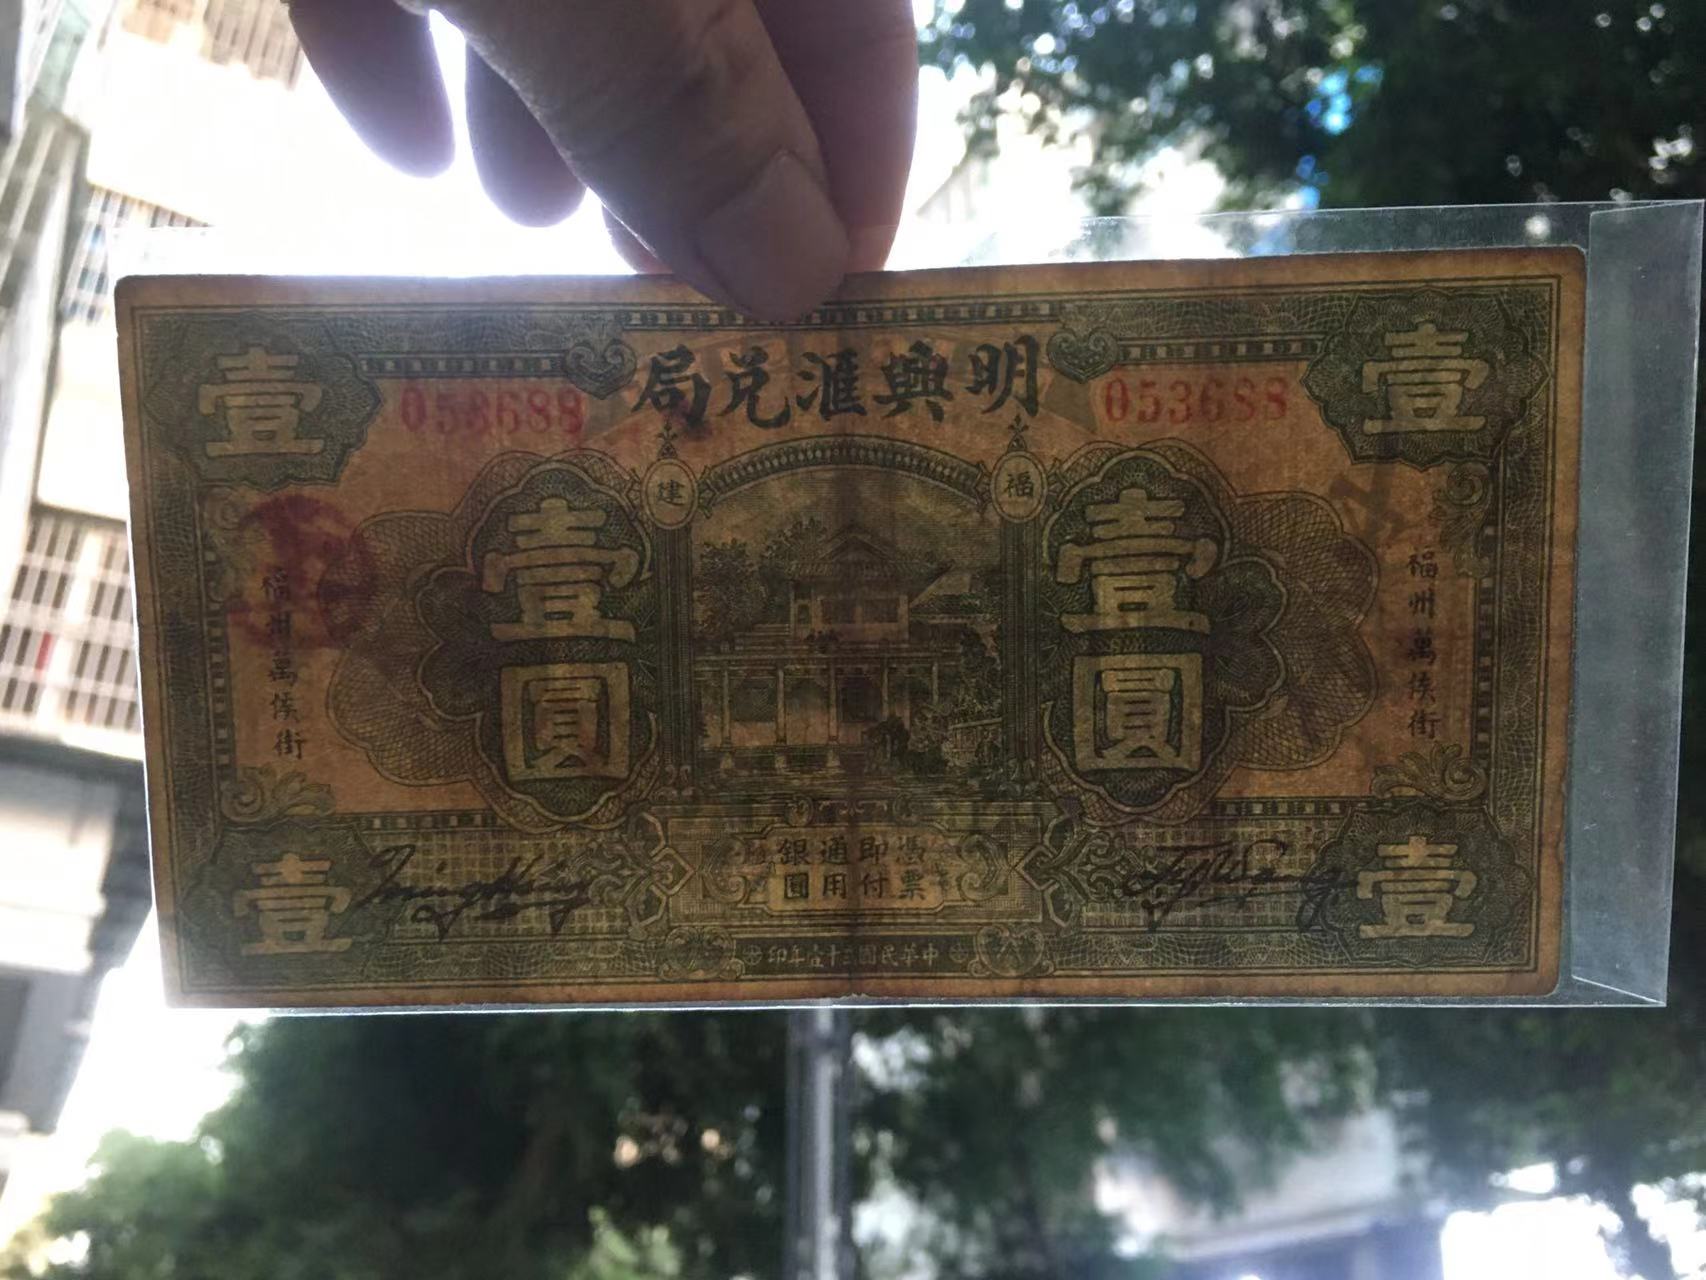 明興滙兌局
053688
053688
壹
壹
福
建
壹圓
壹圓
福州萬侯街
福州萬侯街
憑票
即付
通用
銀圓
壹
壹
中華民國二十壹年印